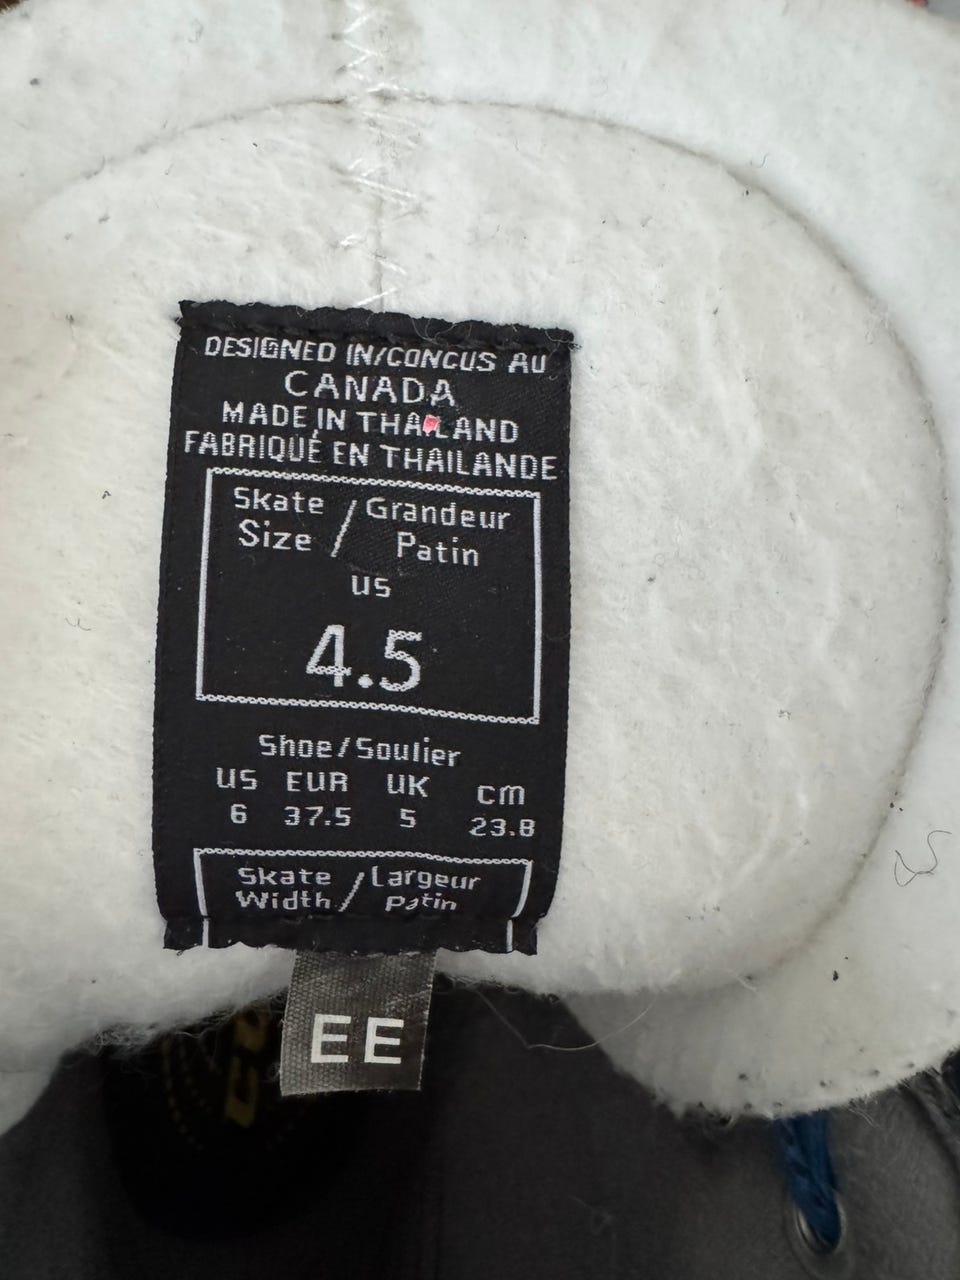 DESIGNED IN/CONCUS AU
CANADA
MADE IN THAILAND
FABRIQUÉ EN THAILANDE
Skate Size / Grandeur Patin
US
4.5
Shoe/Soulier
US EUR UK cm
6 37.5 5 23.8
Skate Width / Largeur Patin
EE